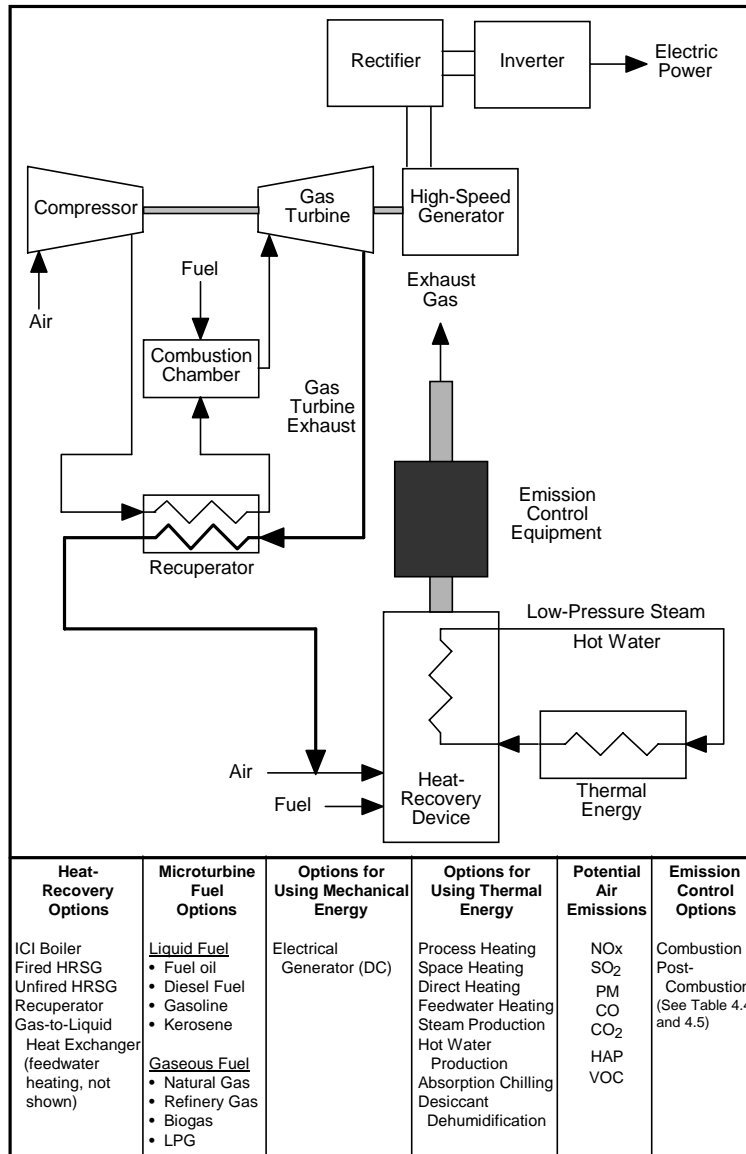 Rectifier
Inverter
Electric
Power
Compressor
Gas
Turbine
High-Speed
Generator
Air
Fuel
Exhaust
Gas
Combustion
Chamber
Gas
Turbine
Exhaust
Recuperator
Emission
Control
Equipment
Low-Pressure Steam
Hot Water
Air
Fuel
Heat-
Recovery
Device
Thermal
Energy
Heat-
Recovery
Options
ICI Boiler
Fired HRSG
Unfired HRSG
Recuperator
Gas-to-Liquid
Heat Exchanger
(feedwater
heating, not
shown)
Microturbine
Fuel
Options
Liquid Fuel
• Fuel oil
• Diesel Fuel
• Gasoline
• Kerosene
Gaseous Fuel
• Natural Gas
• Refinery Gas
• Biogas
• LPG
Options for
Using Mechanical
Energy
Electrical
Generator (DC)
Options for
Using Thermal
Energy
Process Heating
Space Heating
Direct Heating
Feedwater Heating
Steam Production
Hot Water
Production
Absorption Chilling
Desiccant
Dehumidification
Potential
Air
Emissions
NOx
SO₂
PM
CO
CO₂
HAP
VOC
Emission
Control
Options
Combustion
Post-
Combustion
(See Table 4.4
and 4.5)